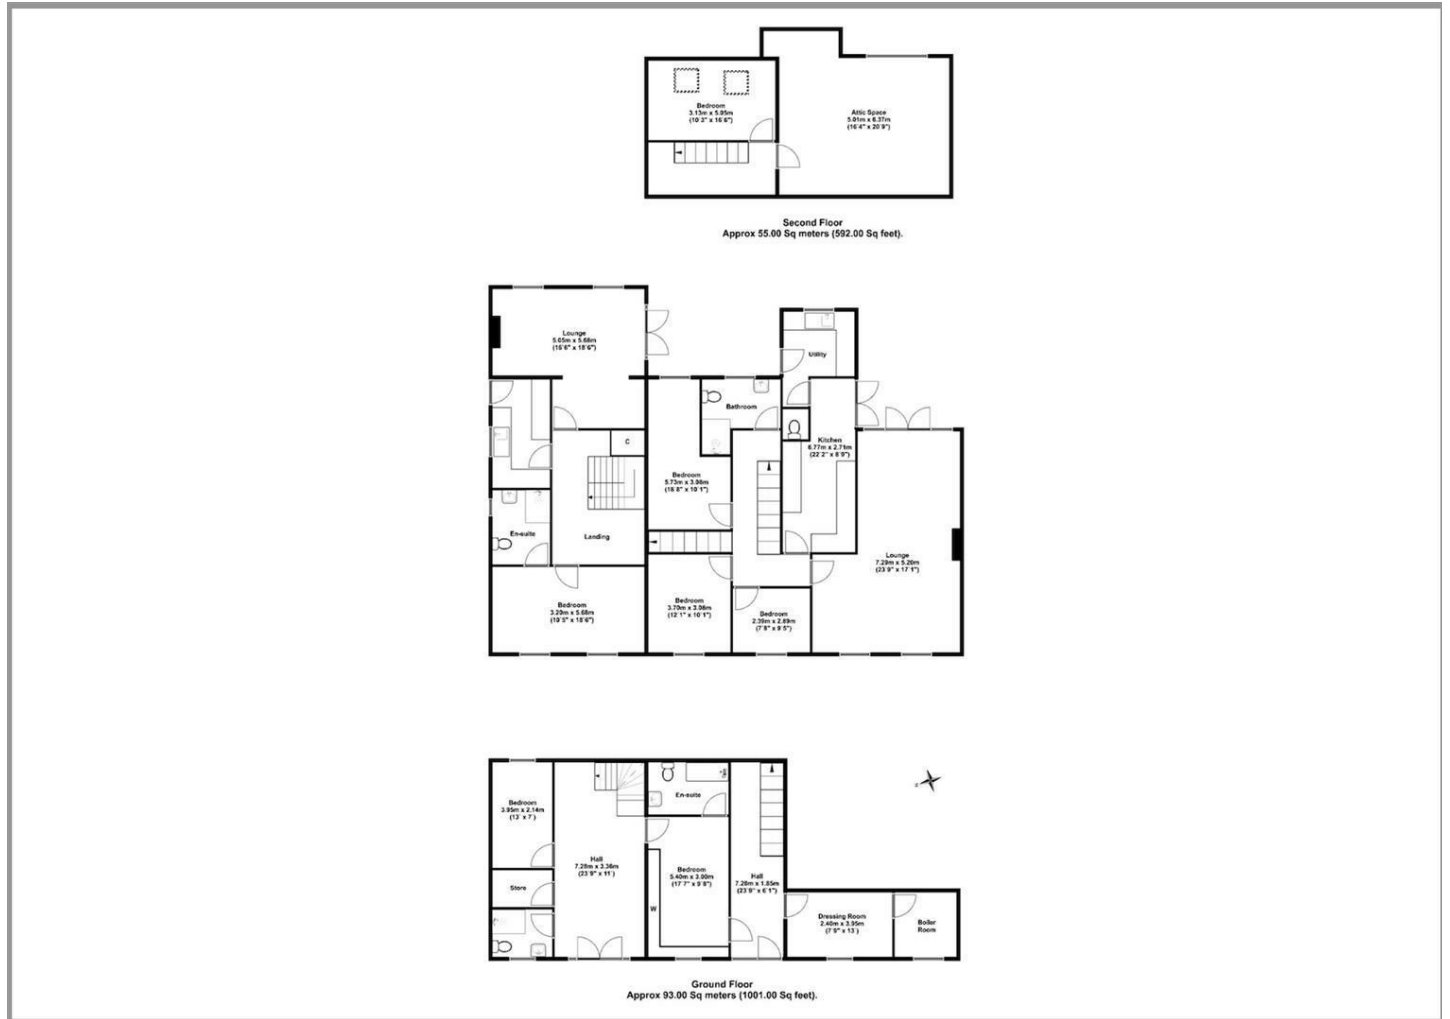 Bedroom
3.13m x 5.05m
(10'3" x 16'6")
Attic Space
5.01m x 6.37m
(16'4" x 20'9")
Second Floor
Approx 55.00 Sq meters (592.00 Sq feet).
Lounge
5.05m x 5.68m
(16'6" x 18'6")
Utility
Bathroom
C
Kitchen
6.77m x 2.71m
(22'2" x 8'9")
Bedroom
5.73m x 3.08m
(18'8" x 10'1")
En-suite
Landing
Lounge
7.29m x 5.20m
(23'9" x 17'1")
Bedroom
3.20m x 5.68m
(10'5" x 18'6")
Bedroom
3.70m x 3.08m
(12'1" x 10'1")
Bedroom
2.39m x 2.89m
(7'8" x 9'5")
Bedroom
3.95m x 2.14m
(13' x 7')
En-suite
Hall
7.28m x 3.36m
(23'9" x 11')
Bedroom
5.40m x 3.00m
(17'7" x 9'8")
Hall
7.28m x 1.85m
(23'9" x 6'1")
Store
W
Dressing Room
2.40m x 3.95m
(7'9" x 13')
Boiler
Room
Ground Floor
Approx 93.00 Sq meters (1001.00 Sq feet).